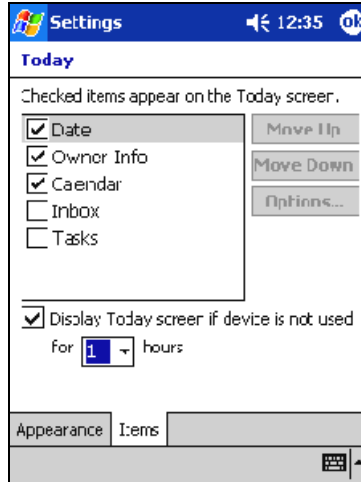 Settings 12:35 ok
Today
Checked items appear on the Today screen.
Date
Owner Info
Caendar
Inbox
Tasks
Move Up
Move Down
Options...
Display Today screen if device is not used
for 1 hours
Appearance Items